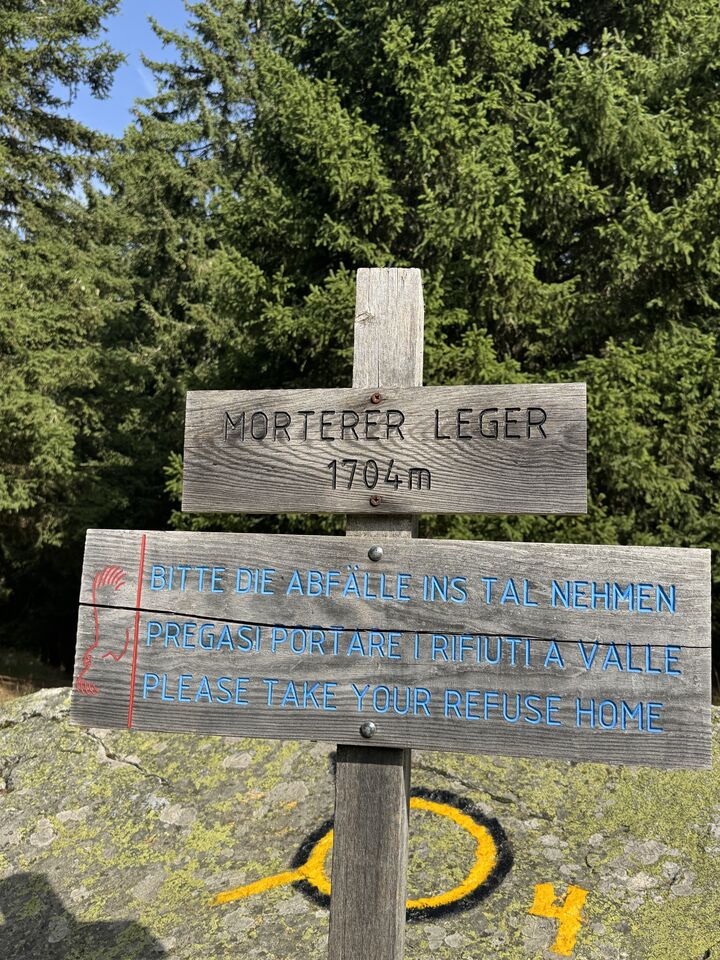 MORTERER LEGER
1704m
BITTE DIE ABFÄLLE INS TAL NEHMEN
PREGASI PORTARE I RIFIUTI A VALLE
PLEASE TAKE YOUR REFUSE HOME
4